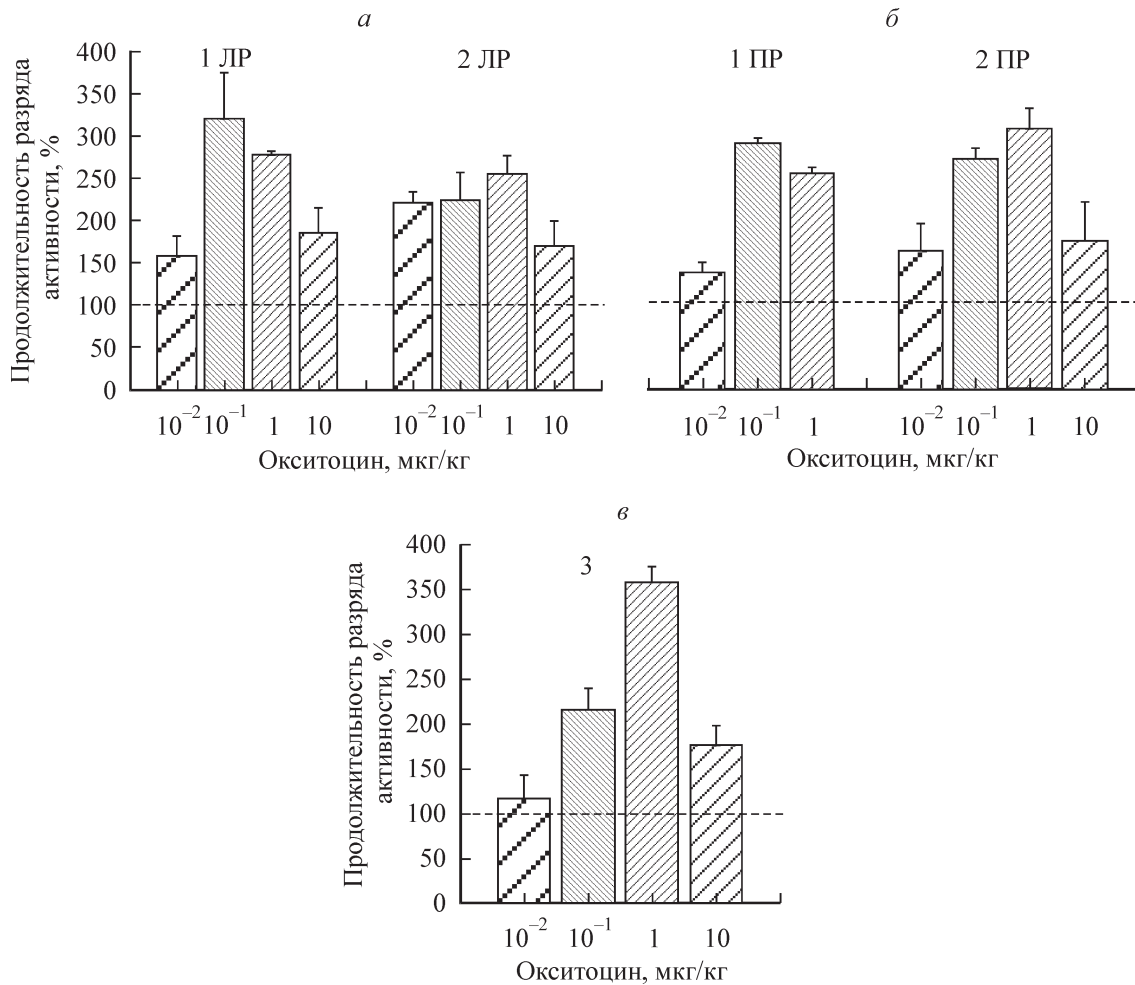 а
Продолжительность разряда
активности, %
400
350
300
250
200
150
100
50
0
1 ЛР
2 ЛР
10⁻² 10⁻¹ 1 10 10⁻² 10⁻¹ 1 10
Окситоцин, мкг/кг
б
1 ПР
2 ПР
10⁻² 10⁻¹ 1 10⁻² 10⁻¹ 1 10
Окситоцин, мкг/кг
в
Продолжительность разряда
активности, %
400
350
300
250
200
150
100
50
0
3
10⁻² 10⁻¹ 1 10
Окситоцин, мкг/кг